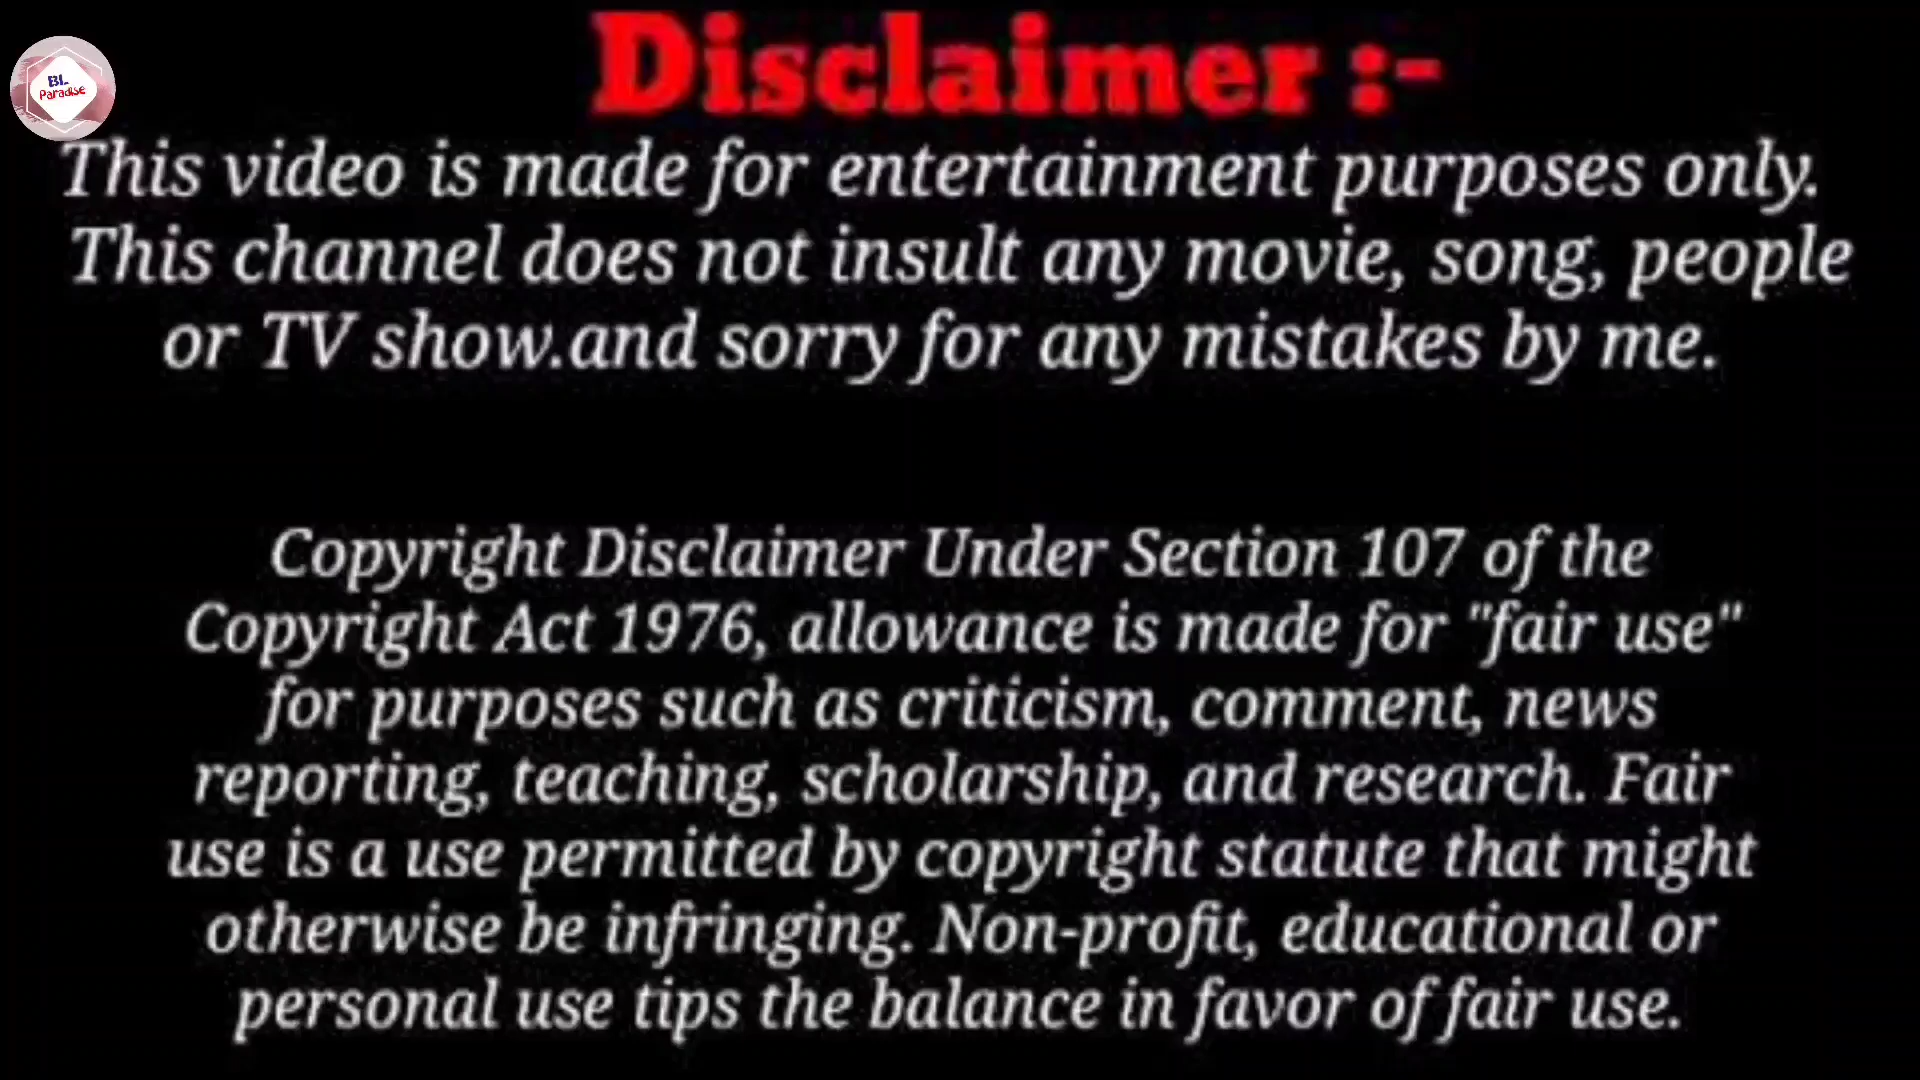 Disclaimer :-
BL
Paradise
This video is made for entertainment purposes only.
This channel does not insult any movie, song, people
or TV show.and sorry for any mistakes by me.
Copyright Disclaimer Under Section 107 of the
Copyright Act 1976, allowance is made for "fair use"
for purposes such as criticism, comment, news
reporting, teaching, scholarship, and research. Fair
use is a use permitted by copyright statute that might
otherwise be infringing. Non-profit, educational or
personal use tips the balance in favor of fair use.